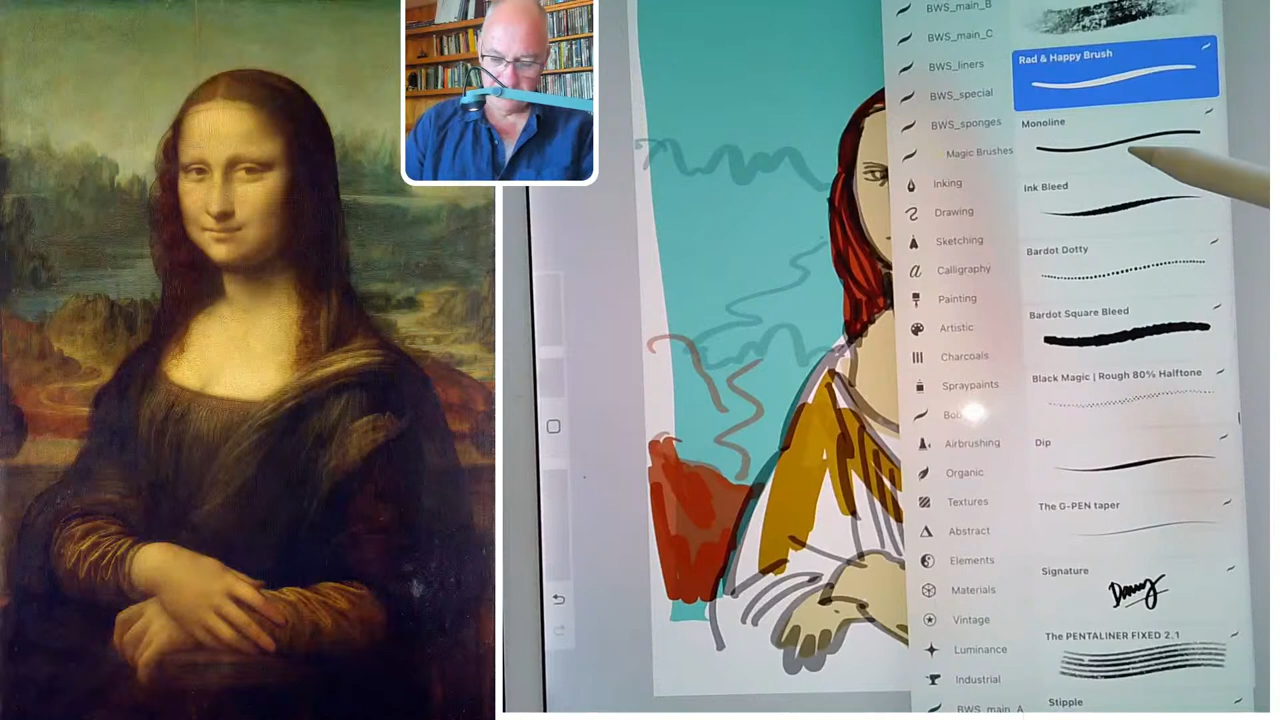 BWS_main_B
BWS_main_C
BWS_liners
BWS_special
BWS_sponges
Magic Brushes
Inking
Drawing
Sketching
Calligraphy
Painting
Artistic
Charcoals
Spraypaints
Airbrushing
Organic
Textures
Abstract
Elements
Materials
Vintage
Luminance
Industrial
BWS_main_A
Rad & Happy Brush
Monoline
Ink Bleed
Bardot Dotty
Bardot Square Bleed
Black Magic | Rough 80% Halftone
Dip
The G-PEN taper
Signature
Danny
The PENTALINER FIXED 2.1
Stipple